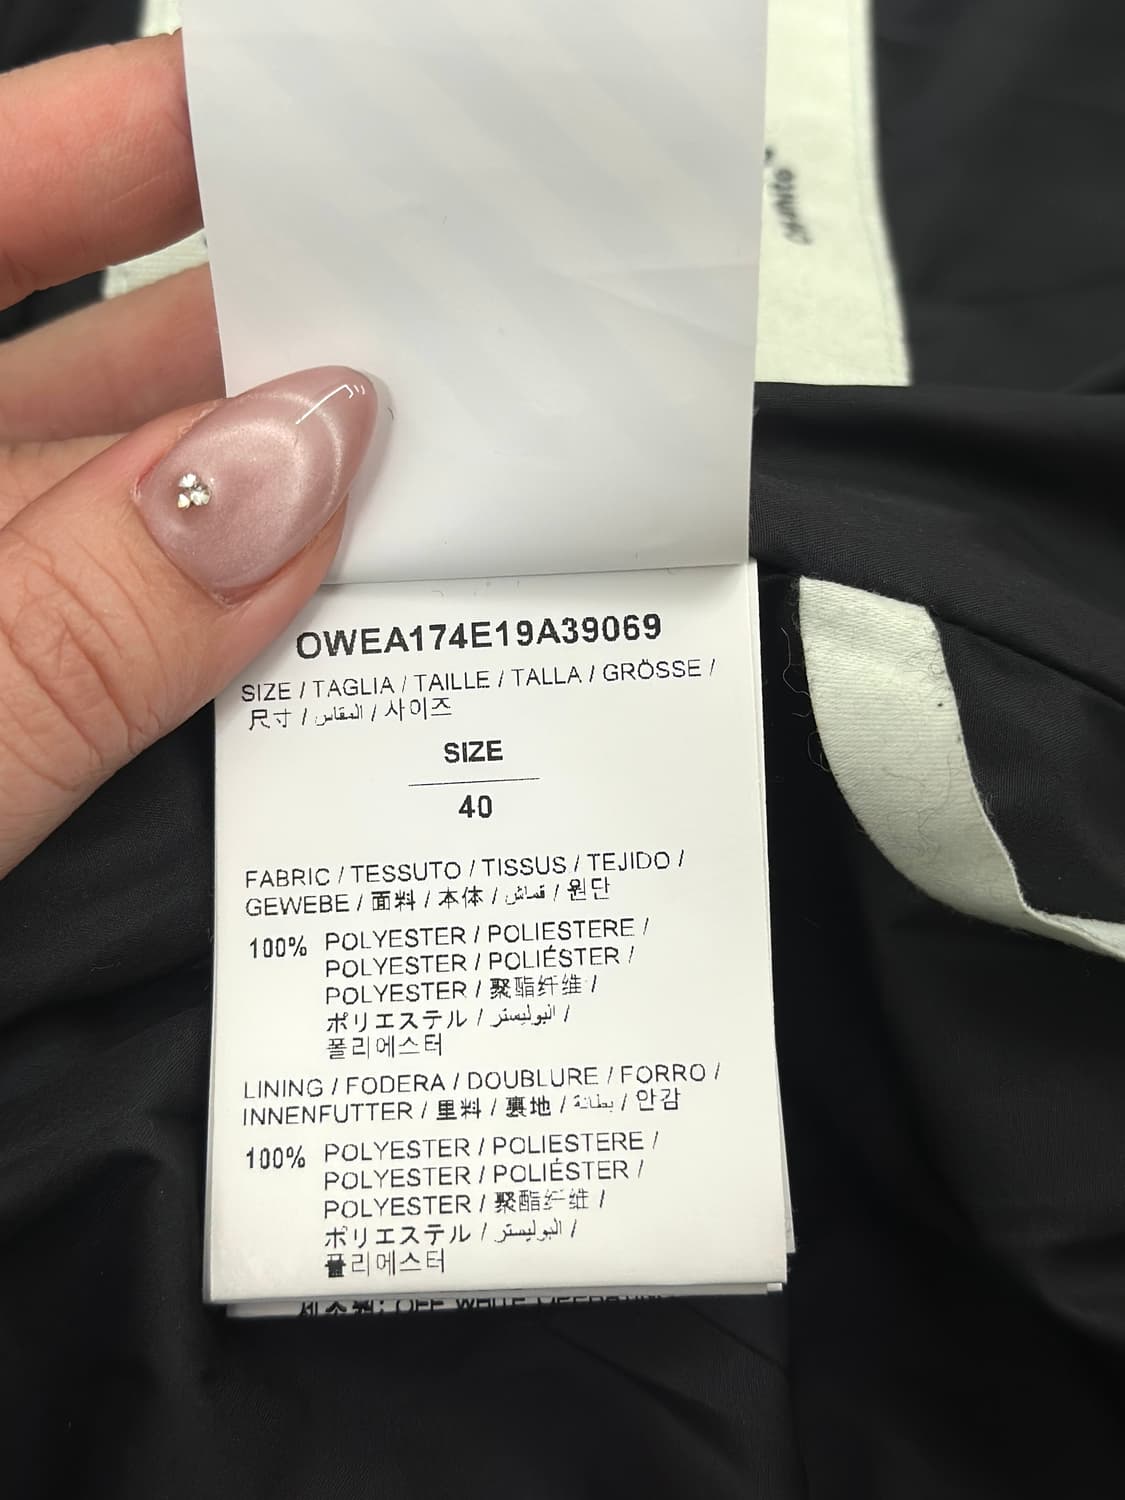 OWEA174E19A39069
SIZE / TAGLIA / TAILLE / TALLA / GRÖSSE /
尺寸 / المقاس / 사이즈
SIZE
40
FABRIC / TESSUTO / TISSUS / TEJIDO /
GEWEBE / 面料 / 本体 / قماش / 원단
100% POLYESTER / POLIESTERE /
POLYESTER / POLIÉSTER /
POLYESTER / 聚酯纤维 /
ポリエステル / البوليستر /
폴리에스터
LINING / FODERA / DOUBLURE / FORRO /
INNENFUTTER / 里料 / 裏地 / بطانة / 안감
100% POLYESTER / POLIESTERE /
POLYESTER / POLIÉSTER /
POLYESTER / 聚酯纤维 /
ポリエステル / البوليستر /
폴리에스터
OFF WHITE OPERATING